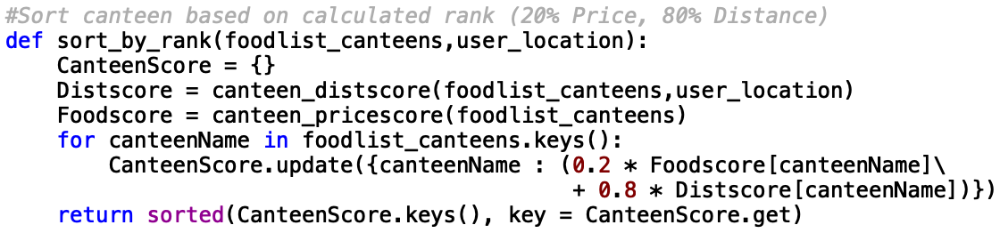 #Sort canteen based on calculated rank (20% Price, 80% Distance)
def sort_by_rank(foodlist_canteens,user_location):
    CanteenScore = {}
    Distscore = canteen_distscore(foodlist_canteens,user_location)
    Foodscore = canteen_pricescore(foodlist_canteens)
    for canteenName in foodlist_canteens.keys():
        CanteenScore.update({canteenName : (0.2 * Foodscore[canteenName]\
                                            + 0.8 * Distscore[canteenName])})
    return sorted(CanteenScore.keys(), key = CanteenScore.get)